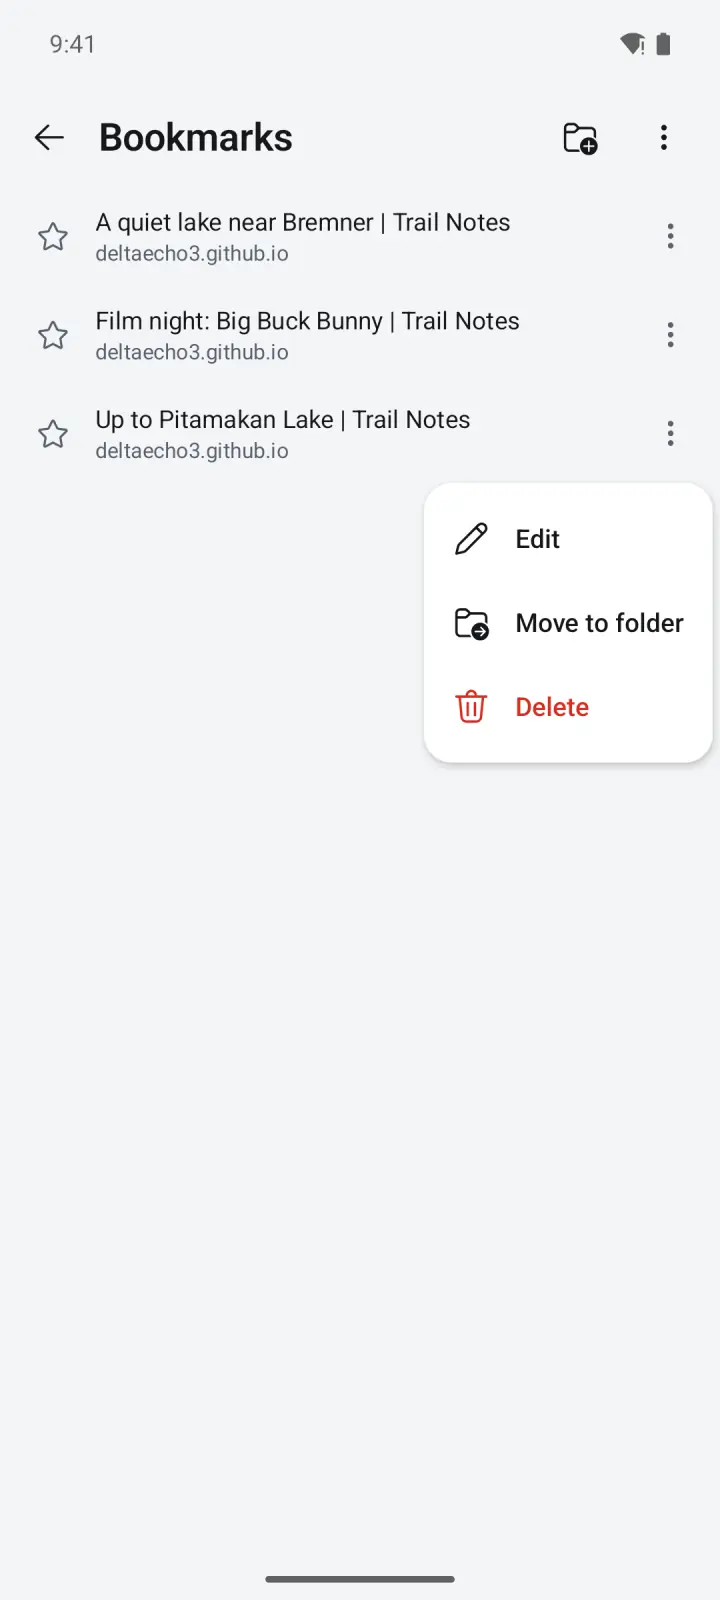 9:41
Bookmarks
A quiet lake near Bremner | Trail Notes
deltaecho3.github.io
Film night: Big Buck Bunny | Trail Notes
deltaecho3.github.io
Up to Pitamakan Lake | Trail Notes
deltaecho3.github.io
Edit
Move to folder
Delete